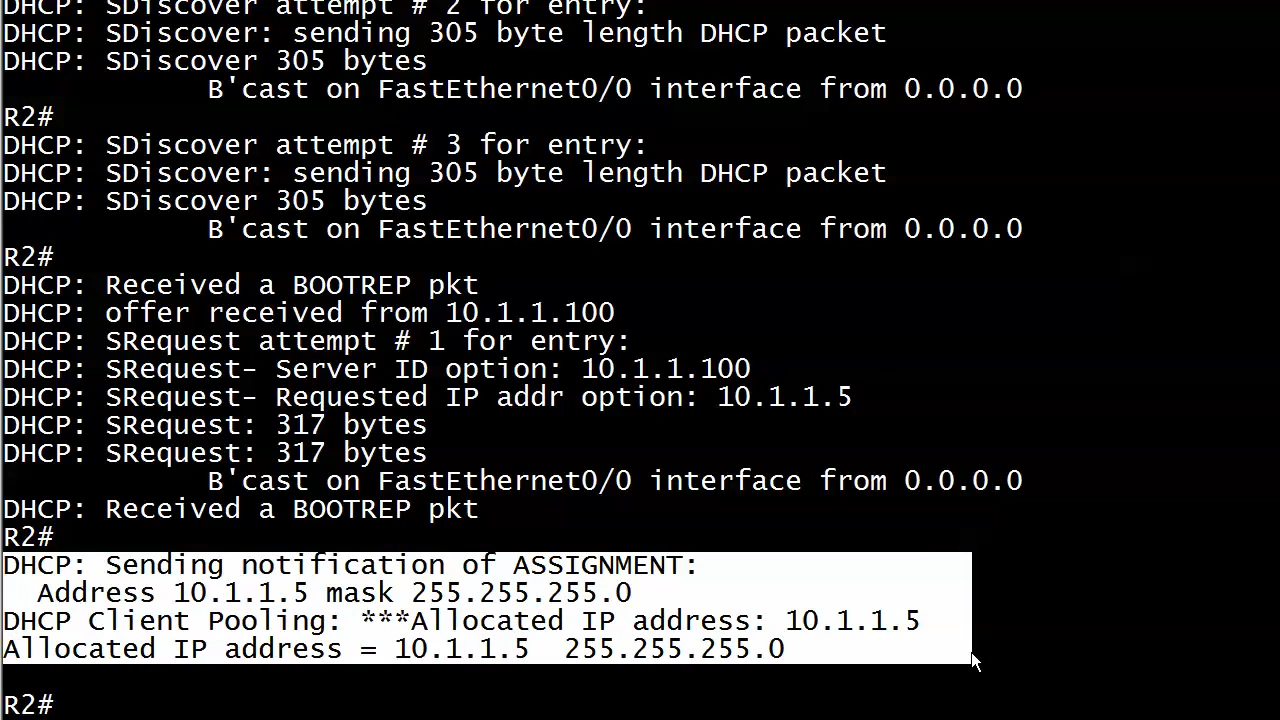 DHCP: SDiscover attempt # 2 for entry:
DHCP: SDiscover: sending 305 byte length DHCP packet
DHCP: SDiscover 305 bytes
            B'cast on FastEthernet0/0 interface from 0.0.0.0
R2#
DHCP: SDiscover attempt # 3 for entry:
DHCP: SDiscover: sending 305 byte length DHCP packet
DHCP: SDiscover 305 bytes
            B'cast on FastEthernet0/0 interface from 0.0.0.0
R2#
DHCP: Received a BOOTREP pkt
DHCP: offer received from 10.1.1.100
DHCP: SRequest attempt # 1 for entry:
DHCP: SRequest- Server ID option: 10.1.1.100
DHCP: SRequest- Requested IP addr option: 10.1.1.5
DHCP: SRequest: 317 bytes
DHCP: SRequest: 317 bytes
            B'cast on FastEthernet0/0 interface from 0.0.0.0
DHCP: Received a BOOTREP pkt
R2#
DHCP: Sending notification of ASSIGNMENT:
  Address 10.1.1.5 mask 255.255.255.0
DHCP Client Pooling: ***Allocated IP address: 10.1.1.5
Allocated IP address = 10.1.1.5  255.255.255.0
R2#